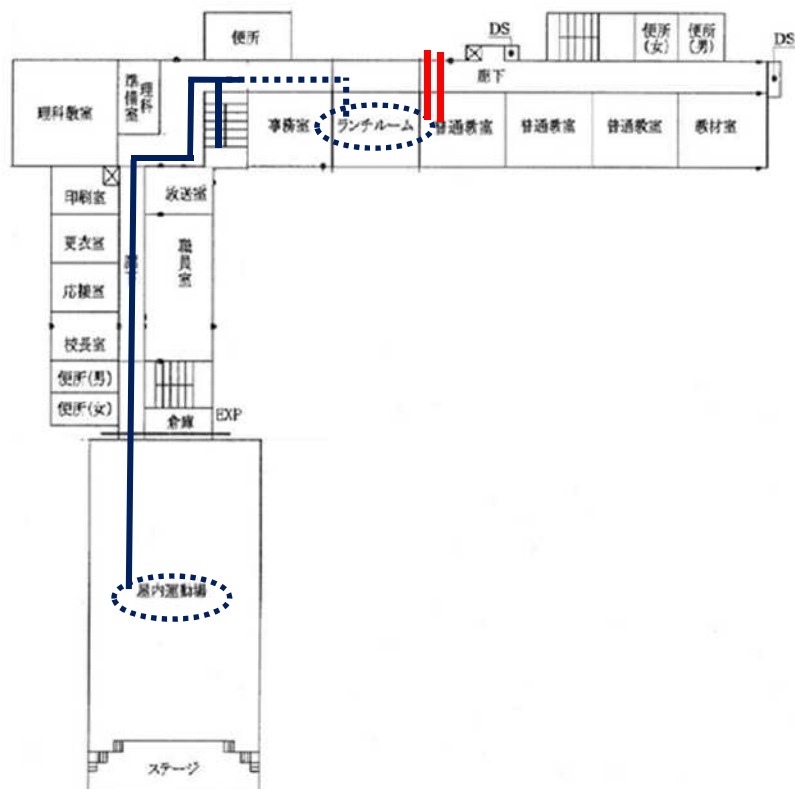 便所
DS
便所
(女)
便所
(男)
DS
廊下
理科教室
理科
準備室
事務室
ランチルーム
普通教室
普通教室
普通教室
教材室
印刷室
放送室
更衣室
職員室
応接室
校長室
便所(男)
便所(女)
倉庫
EXP
屋内運動場
ステージ